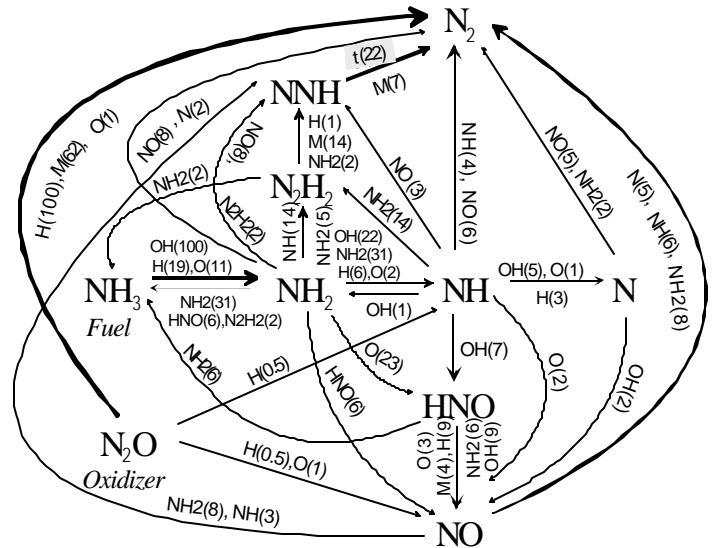 N2
t(22)
M(7)
NNH
H(100), M(62), O(1)
NO(8) , N(2)
H(1)
M(14)
NH2(2)
NO(8),
N2H2(2)
NH2(2)
N2H2
NH(14)
NH2(5)
NO(3)
NH2(14)
NH(4), NO(6)
NO(5), NH2(2)
N(5), NH(6), NH2(8)
OH(100)
H(19),O(11)
OH(22)
NH2(31)
H(6),O(2)
OH(5), O(1)
H(3)
NH3
Fuel
NH2
NH
N
NH2(31)
HNO(6),N2H2(2)
OH(1)
NH2(6)
H(0.5)
HNO(6)
O(23)
OH(7)
O(2)
OH(2)
HNO
N2O
Oxidizer
H(0.5),O(1)
O(3)
M(4),H(9)
NH2(6)
OH(9)
NH2(8), NH(3)
NO